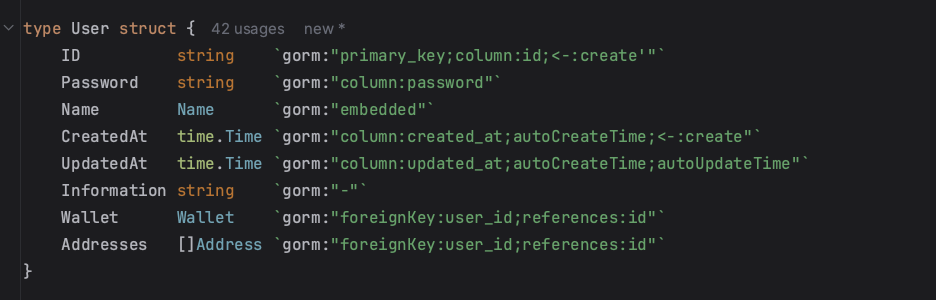 type User struct {   42 usages   new *
    ID          string    `gorm:"primary_key;column:id;<-:create'"`
    Password    string    `gorm:"column:password"`
    Name        Name      `gorm:"embedded"`
    CreatedAt   time.Time `gorm:"column:created_at;autoCreateTime;<-:create"`
    UpdatedAt   time.Time `gorm:"column:updated_at;autoCreateTime;autoUpdateTime"`
    Information string    `gorm:"-"`
    Wallet      Wallet    `gorm:"foreignKey:user_id;references:id"`
    Addresses   []Address `gorm:"foreignKey:user_id;references:id"`
}